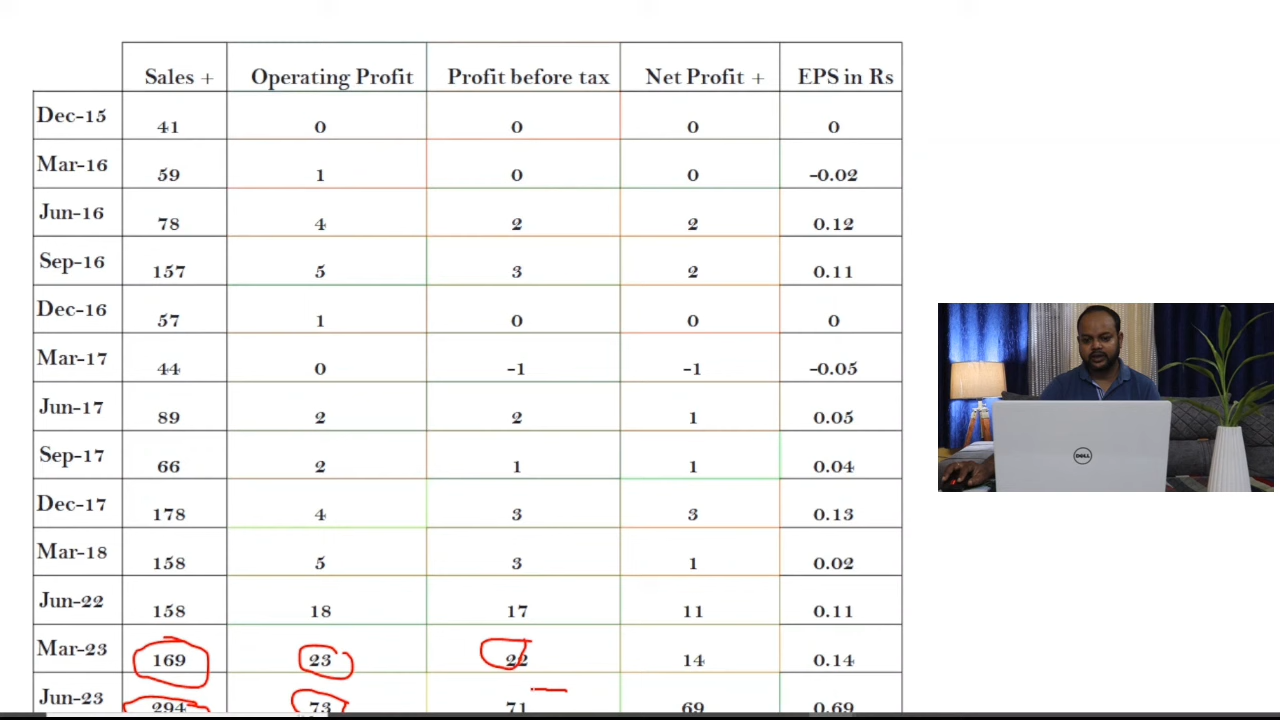 Sales + Operating Profit Profit before tax Net Profit + EPS in Rs
Dec-15 41 0 0 0 0
Mar-16 59 1 0 0 -0.02
Jun-16 78 4 2 2 0.12
Sep-16 157 5 3 2 0.11
Dec-16 57 1 0 0 0
Mar-17 44 0 -1 -1 -0.05
Jun-17 89 2 2 1 0.05
Sep-17 66 2 1 1 0.04
Dec-17 178 4 3 3 0.13
Mar-18 158 5 3 1 0.02
Jun-22 158 18 17 11 0.11
Mar-23 169 23 22 14 0.14
Jun-23 294 73 71 69 0.69
DELL